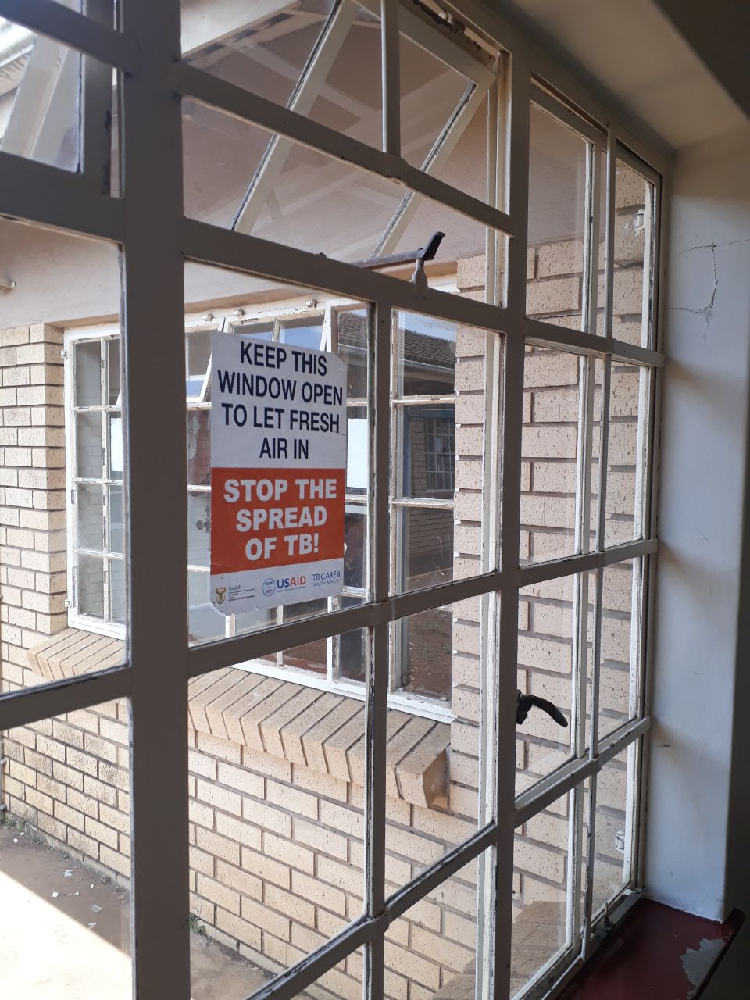 KEEP THIS
WINDOW OPEN
TO LET FRESH
AIR IN
STOP THE
SPREAD
OF TB!
health
USAID
TB CARE II
SOUTH AFRICA